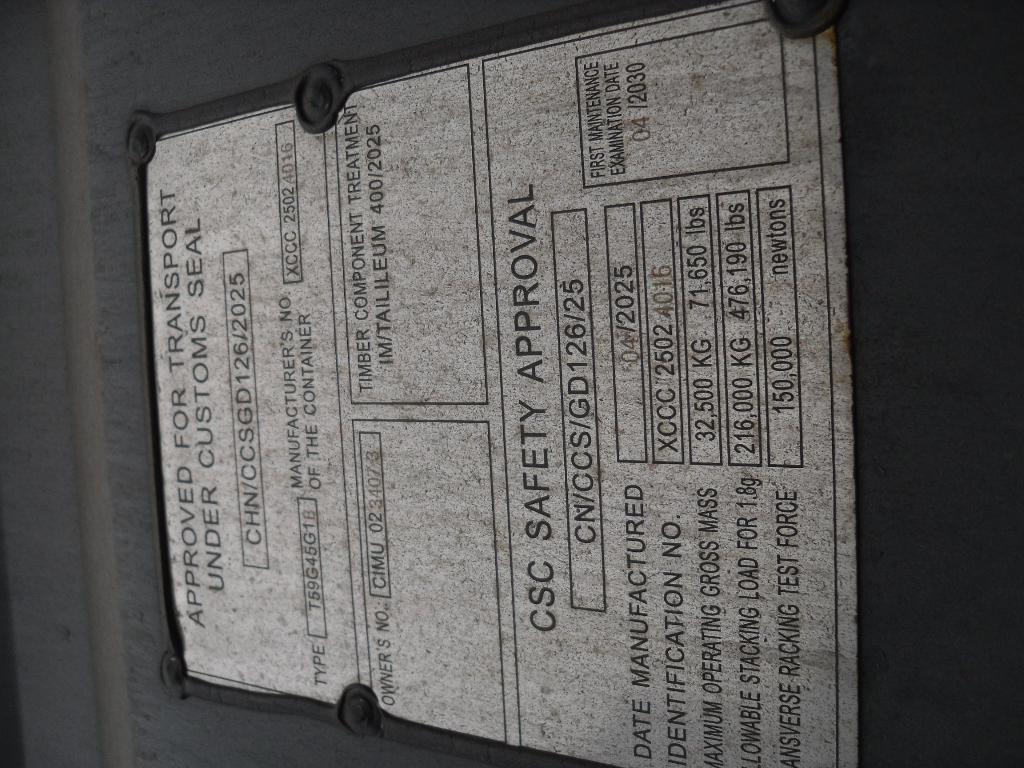 APPROVED FOR TRANSPORT
UNDER CUSTOMS SEAL
CHN/CCSGD126/2025
TYPE T59G45G1B MANUFACTURER'S NO. OF THE CONTAINER XCCC 2502 4016
OWNER'S NO. CIMU 02
TIMBER COMPONENT TREATMENT
IM/TALILEUM 400/2025
CSC SAFETY APPROVAL
CN/CCS/GD126/25
DATE MANUFACTURED 04/2025
IDENTIFICATION NO. XCCC 2502 4016
MAXIMUM OPERATING GROSS MASS 32,500 KG 71,650 lbs
LLOWABLE STACKING LOAD FOR 1.8g 216,000 KG 476,190 lbs
ANSVERSE RACKING TEST FORCE 150,000 newtons
FIRST MAINTENANCE
EXAMINATION DATE
04 /2030